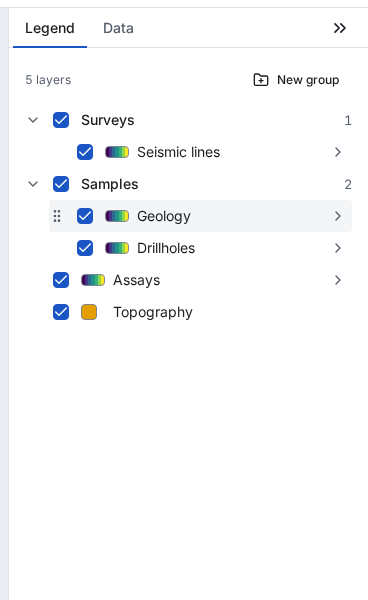 Legend
Data
5 layers
New group
Surveys
1
Seismic lines
Samples
2
Geology
Drillholes
Assays
Topography